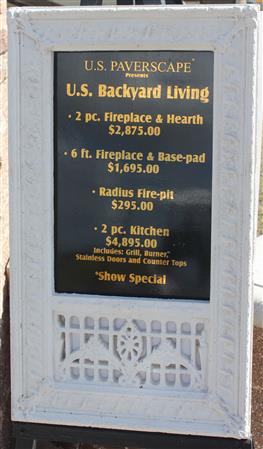 U.S. PAVERSCAPE*
Presents
U.S. Backyard Living
· 2 pc. Fireplace & Hearth
$2,875.00
· 6 ft. Fireplace & Base-pad
$1,695.00
· Radius Fire-pit
$295.00
· 2 pc. Kitchen
$4,895.00
Includes: Grill, Burner,
Stainless Doors and Counter Tops
*Show Special